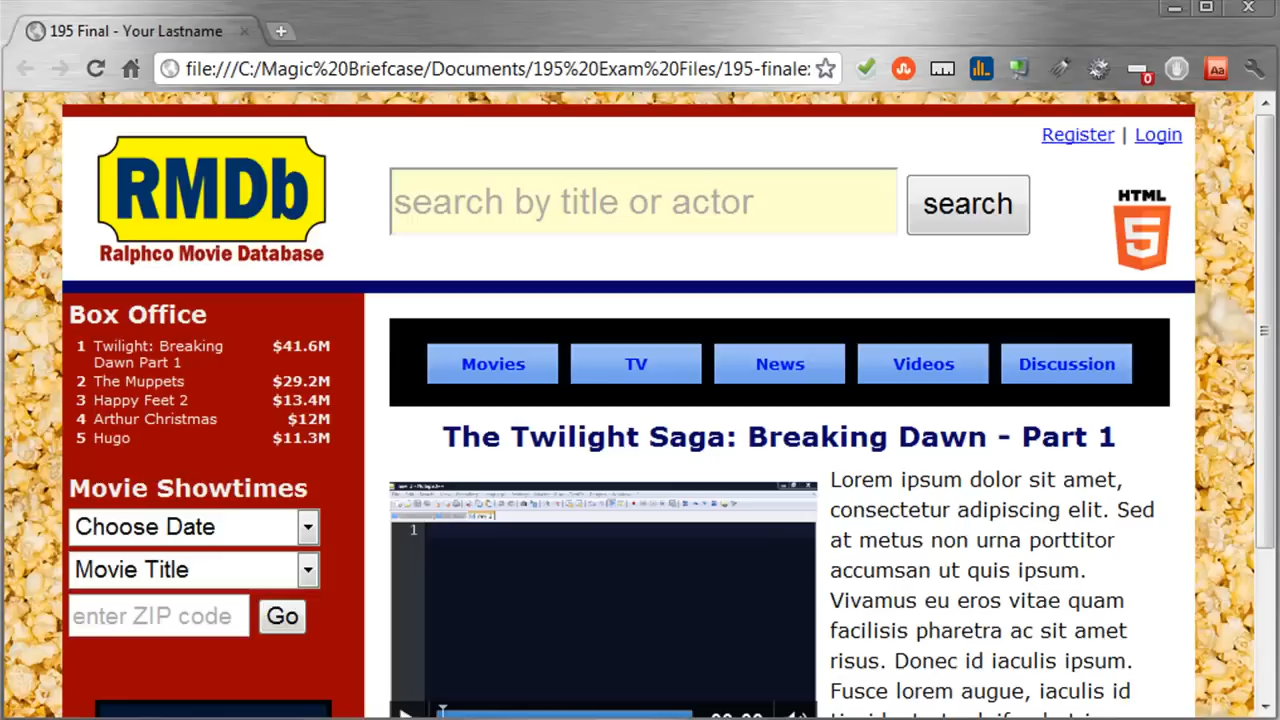 195 Final - Your Lastname
file:///C:/Magic%20Briefcase/Documents/195%20Exam%20Files/195-finale:
0
Aa
Register | Login
RMDb
Ralphco Movie Database
search by title or actor
search
HTML
5
Box Office
1 Twilight: Breaking Dawn Part 1 $41.6M
2 The Muppets $29.2M
3 Happy Feet 2 $13.4M
4 Arthur Christmas $12M
5 Hugo $11.3M
Movie Showtimes
Choose Date
Movie Title
enter ZIP code
Go
Movies TV News Videos Discussion
The Twilight Saga: Breaking Dawn - Part 1
1
Lorem ipsum dolor sit amet,
consectetur adipiscing elit. Sed
at metus non urna porttitor
accumsan ut quis ipsum.
Vivamus eu eros vitae quam
facilisis pharetra ac sit amet
risus. Donec id iaculis ipsum.
Fusce lorem augue, iaculis id